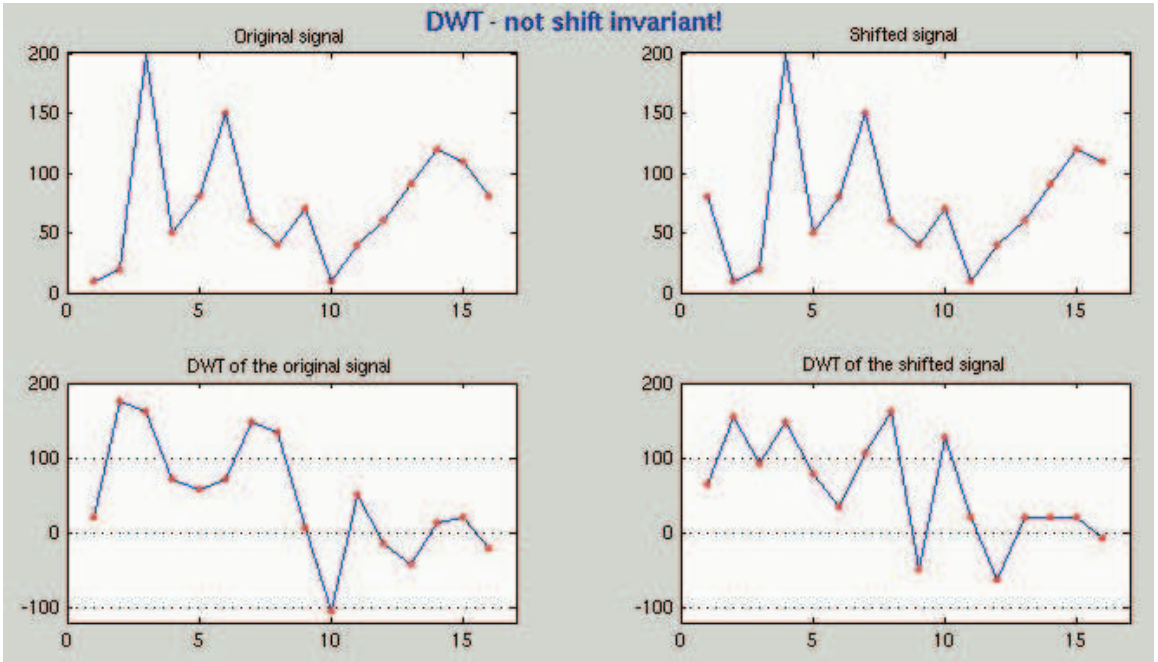 DWT - not shift invariant!
Original signal
200
150
100
50
0
0 5 10 15
Shifted signal
200
150
100
50
0
0 5 10 15
DWT of the original signal
200
100
0
-100
0 5 10 15
DWT of the shifted signal
200
100
0
-100
0 5 10 15